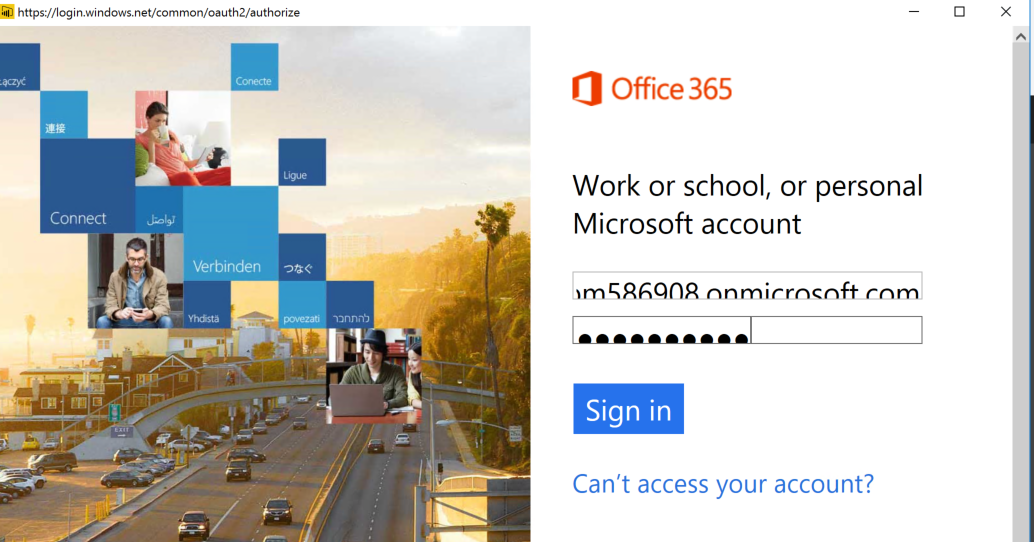 https://login.windows.net/common/oauth2/authorize
Conecte
連接
Ligue
Connect
تواصل
Verbinden
つなぐ
Yhdistä
povezati
להתחבר
EXIT
Office 365
Work or school, or personal
Microsoft account
m586908.onmicrosoft.com
Sign in
Can't access your account?